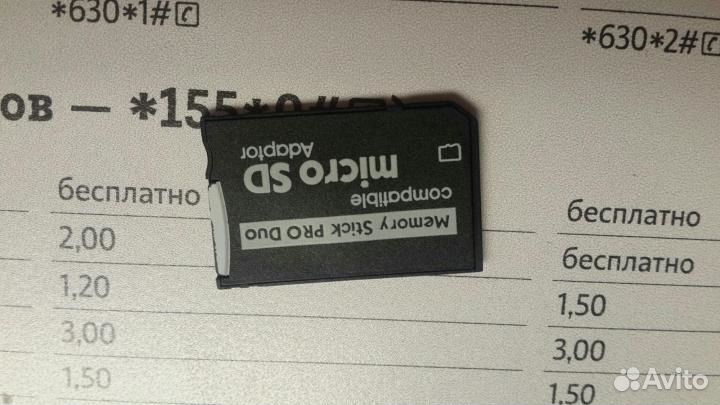 *630*1#✆
*630*2#✆
ов — *155*0#✆
Memory Stick PRO Duo
compatible
micro SD
Adaptor
бесплатно
2,00
1,20
3,00
1,50
бесплатно
бесплатно
1,50
3,00
1,50
Avito